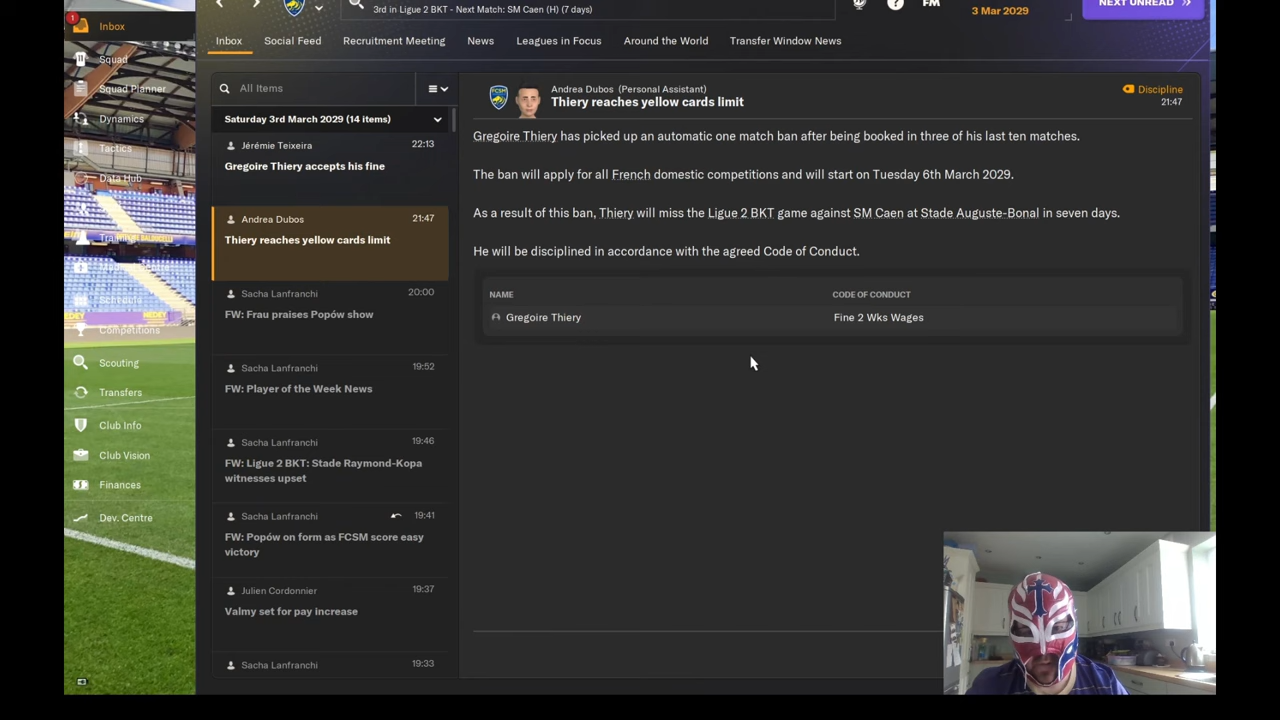 1
Inbox
Squad
Squad Planner
Dynamics
Tactics
Data Hub
Schedule
Competitions
Scouting
Transfers
Club Info
Club Vision
Finances
Dev. Centre
3rd in Ligue 2 BKT - Next Match: SM Caen (H) (7 days)
FM
3 Mar 2029
NEXT UNREAD
Inbox
Social Feed
Recruitment Meeting
News
Leagues in Focus
Around the World
Transfer Window News
All Items
Saturday 3rd March 2029 (14 items)
Jérémie Teixeira 22:13
Gregoire Thiery accepts his fine
Andrea Dubos 21:47
Thiery reaches yellow cards limit
Sacha Lanfranchi 20:00
FW: Frau praises Popów show
Sacha Lanfranchi 19:52
FW: Player of the Week News
Sacha Lanfranchi 19:46
FW: Ligue 2 BKT: Stade Raymond-Kopa
witnesses upset
Sacha Lanfranchi 19:41
FW: Popów on form as FCSM score easy
victory
Julien Cordonnier 19:37
Valmy set for pay increase
Sacha Lanfranchi 19:33
FCSM
Andrea Dubos (Personal Assistant)
Thiery reaches yellow cards limit
Discipline
21:47
Gregoire Thiery has picked up an automatic one match ban after being booked in three of his last ten matches.
The ban will apply for all French domestic competitions and will start on Tuesday 6th March 2029.
As a result of this ban, Thiery will miss the Ligue 2 BKT game against SM Caen at Stade Auguste-Bonal in seven days.
He will be disciplined in accordance with the agreed Code of Conduct.
NAME CODE OF CONDUCT
Gregoire Thiery Fine 2 Wks Wages